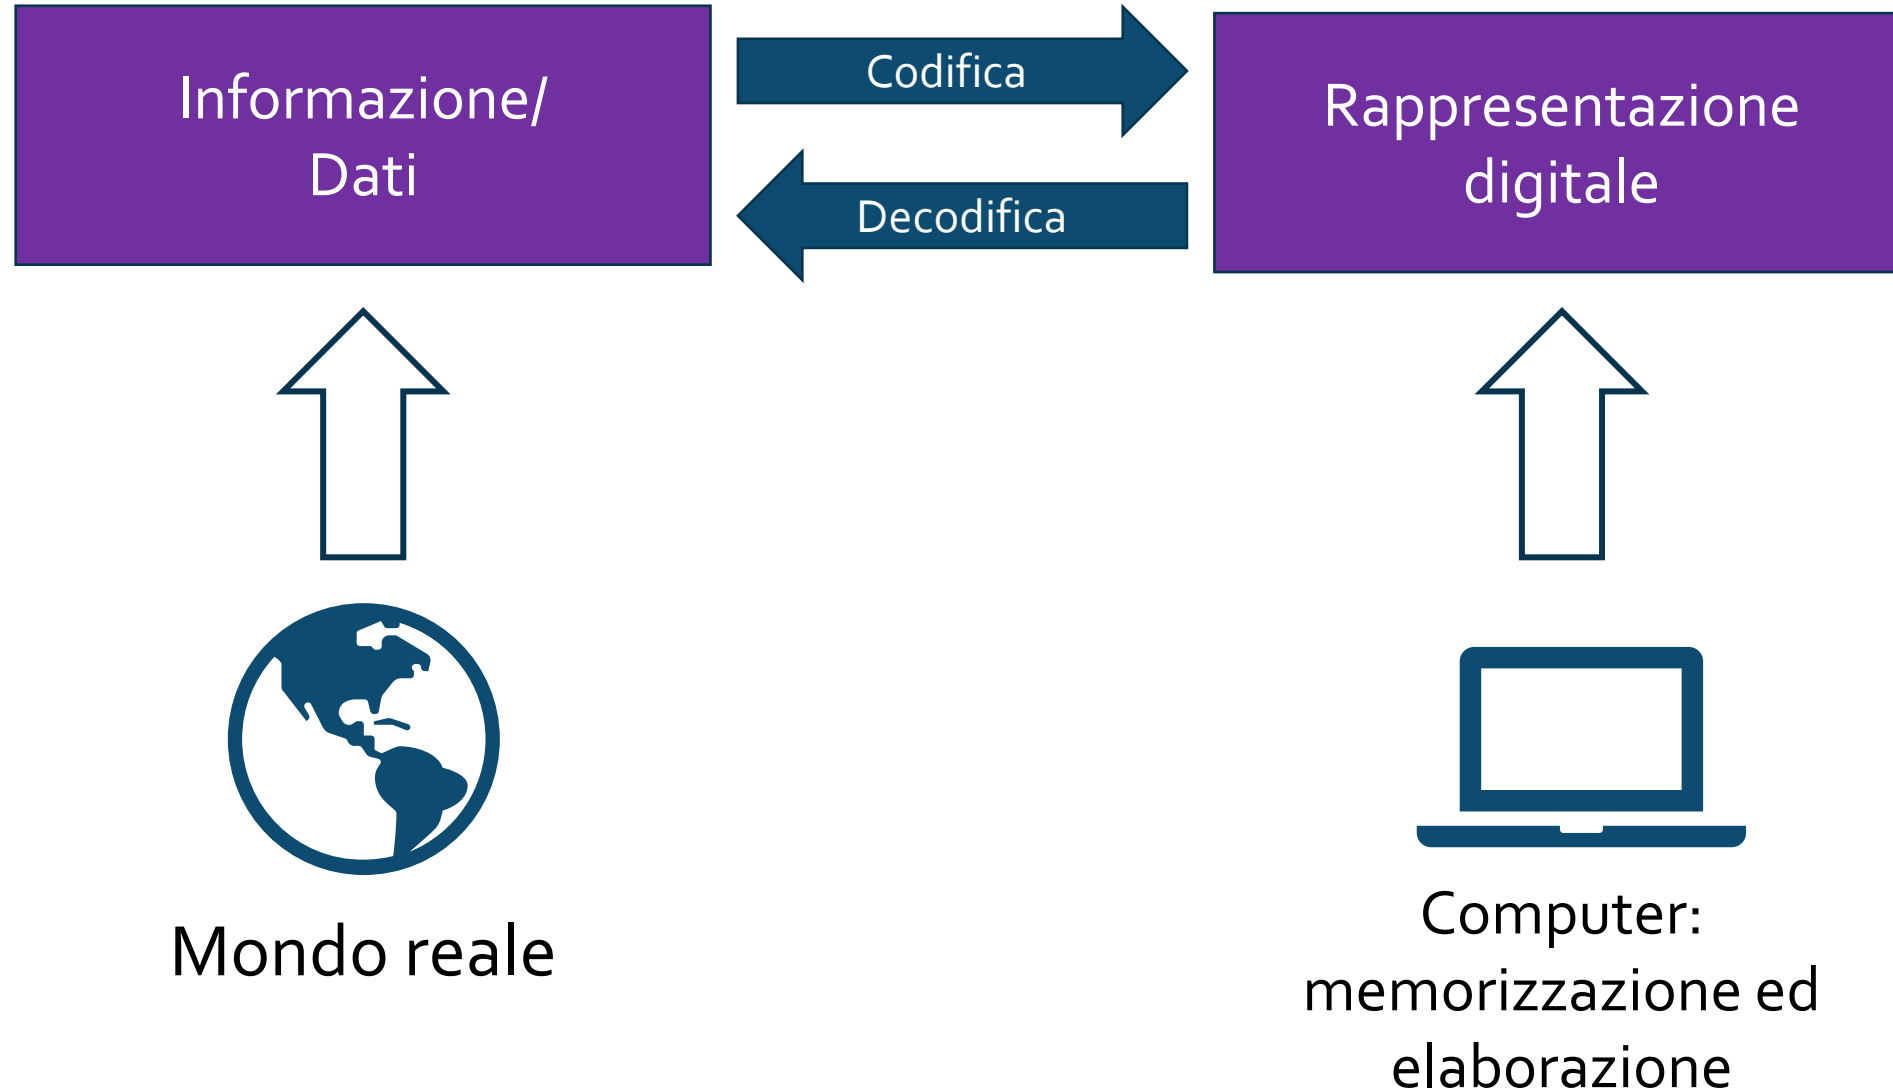 Informazione/
Dati
Codifica
Decodifica
Rappresentazione
digitale
Mondo reale
Computer:
memorizzazione ed
elaborazione